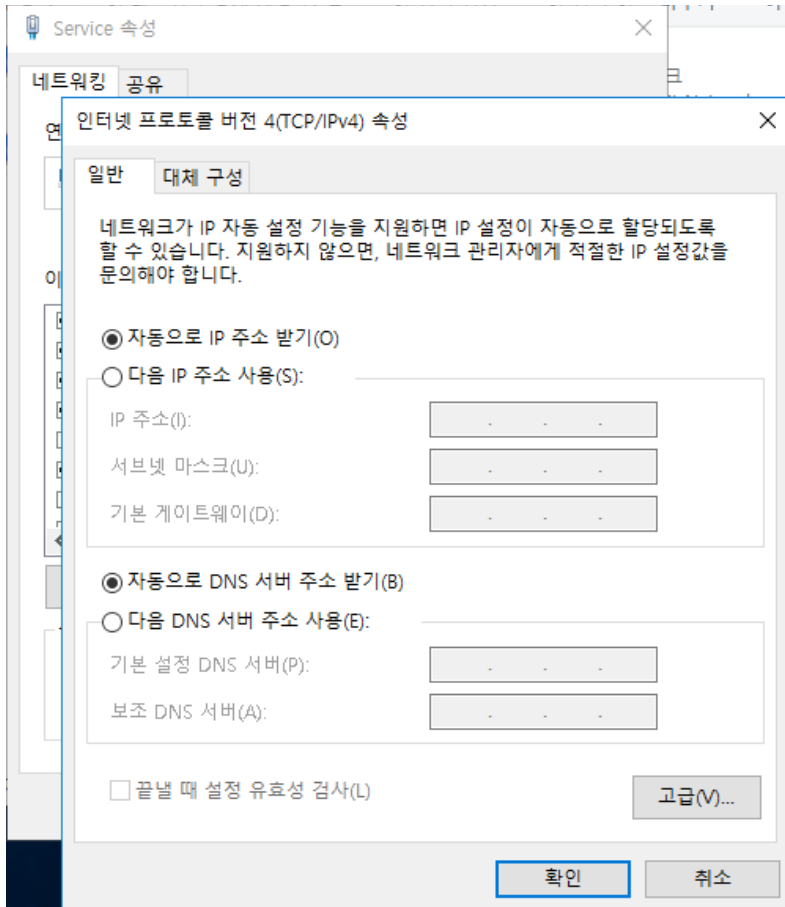 Service 속성
네트워킹
공유
연
이
인터넷 프로토콜 버전 4(TCP/IPv4) 속성
일반
대체 구성
네트워크가 IP 자동 설정 기능을 지원하면 IP 설정이 자동으로 할당되도록
할 수 있습니다. 지원하지 않으면, 네트워크 관리자에게 적절한 IP 설정값을
문의해야 합니다.
자동으로 IP 주소 받기(O)
다음 IP 주소 사용(S):
IP 주소(I):
서브넷 마스크(U):
기본 게이트웨이(D):
자동으로 DNS 서버 주소 받기(B)
다음 DNS 서버 주소 사용(E):
기본 설정 DNS 서버(P):
보조 DNS 서버(A):
끝낼 때 설정 유효성 검사(L)
고급(V)...
확인
취소